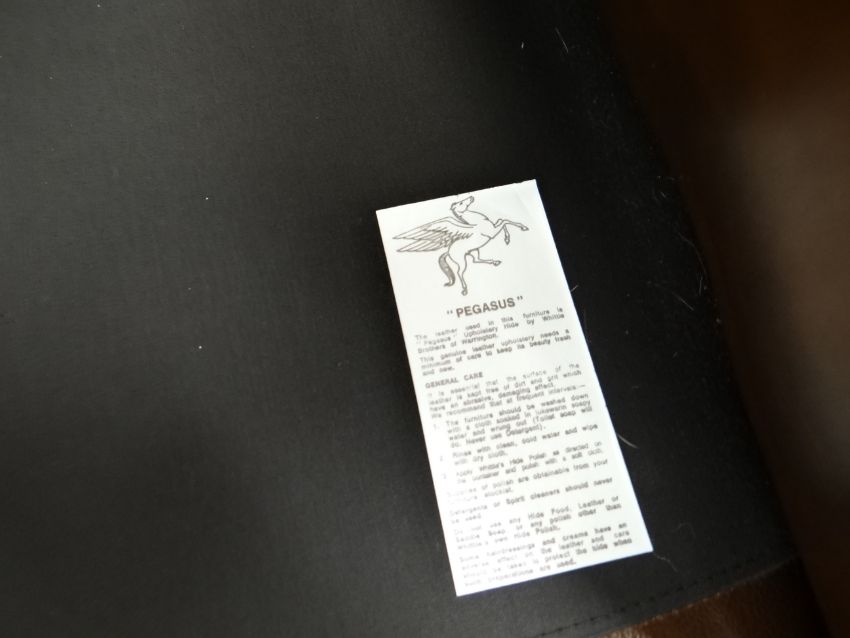 "PEGASUS"
The leather used in this furniture is
"Pegasus" Upholstery Hide by Whittle
Brothers of Warrington.
This genuine leather upholstery needs a
minimum of care to keep its beauty fresh
and new.
GENERAL CARE
It is essential that the surface of the
leather is kept free of dirt and grit which
have an abrasive, damaging effect.
We recommend that at frequent intervals:—
1. The furniture should be washed down
with a cloth soaked in lukewarm soapy
water and wrung out (Toilet soap will
do. Never use Detergent).
2. Rinse with clean, cold water and wipe
with dry cloth.
3. Apply Whittle's Hide Polish as directed on
the container and polish with a soft cloth.
Supplies of polish are obtainable from your
furniture stockist.
Detergents or Spirit cleaners should never
be used.
Do not use any Hide Food, Leather or
Saddle Soap, or any polish other than
Whittle's own Hide Polish.
Some hairdressings and creams have an
adverse effect on the leather and care
should be taken to protect the hide when
such preparations are used.